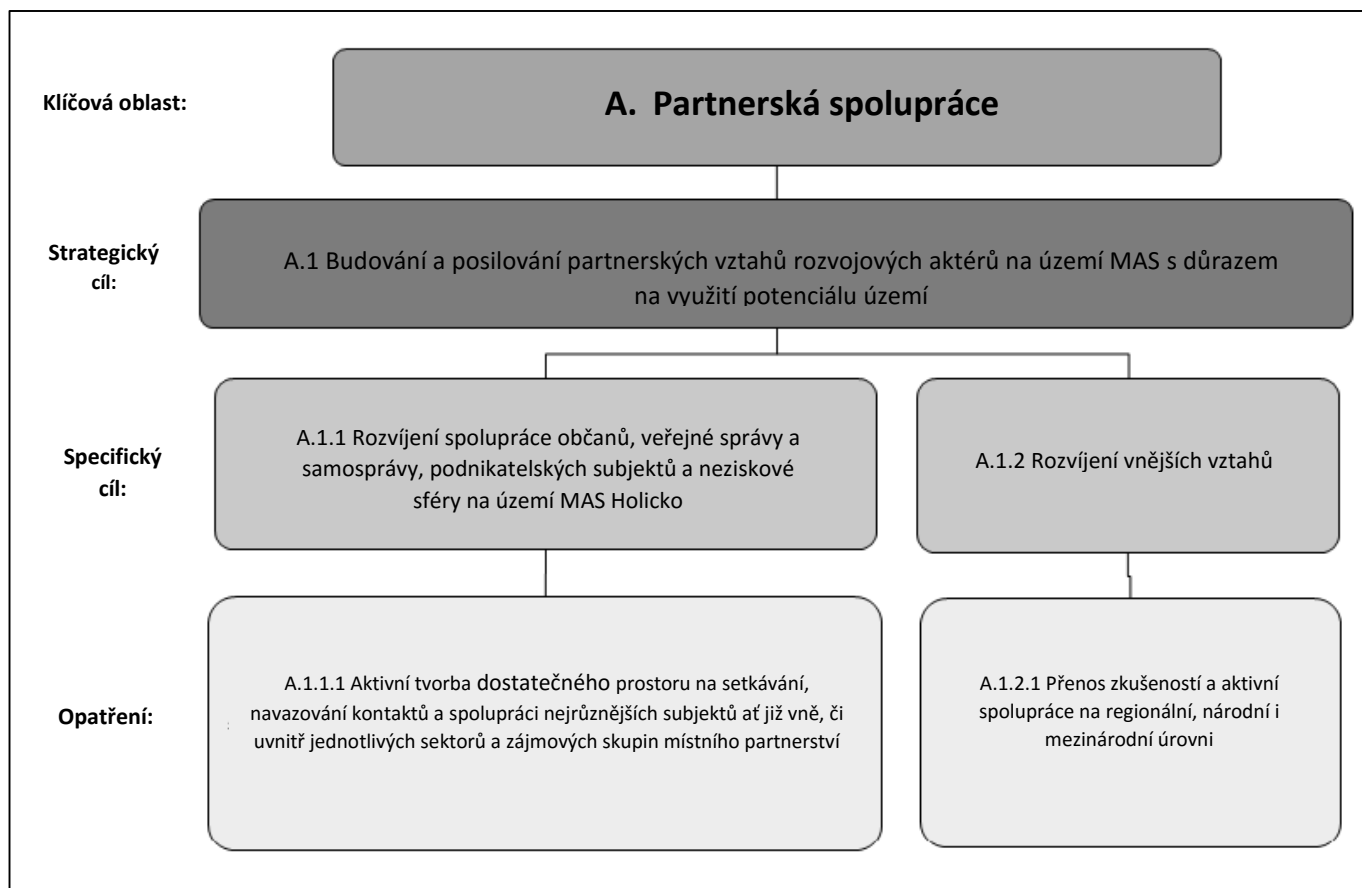 Klíčová oblast:
A. Partnerská spolupráce
Strategický
cíl:
A.1 Budování a posilování partnerských vztahů rozvojových aktérů na území MAS s důrazem
na využití potenciálu území
Specifický
cíl:
A.1.1 Rozvíjení spolupráce občanů, veřejné správy a
samosprávy, podnikatelských subjektů a neziskové
sféry na území MAS Holicko
A.1.2 Rozvíjení vnějších vztahů
Opatření:
A.1.1.1 Aktivní tvorba dostatečného prostoru na setkávání,
navazování kontaktů a spolupráci nejrůznějších subjektů ať již vně, či
uvnitř jednotlivých sektorů a zájmových skupin místního partnerství
A.1.2.1 Přenos zkušeností a aktivní
spolupráce na regionální, národní i
mezinárodní úrovni